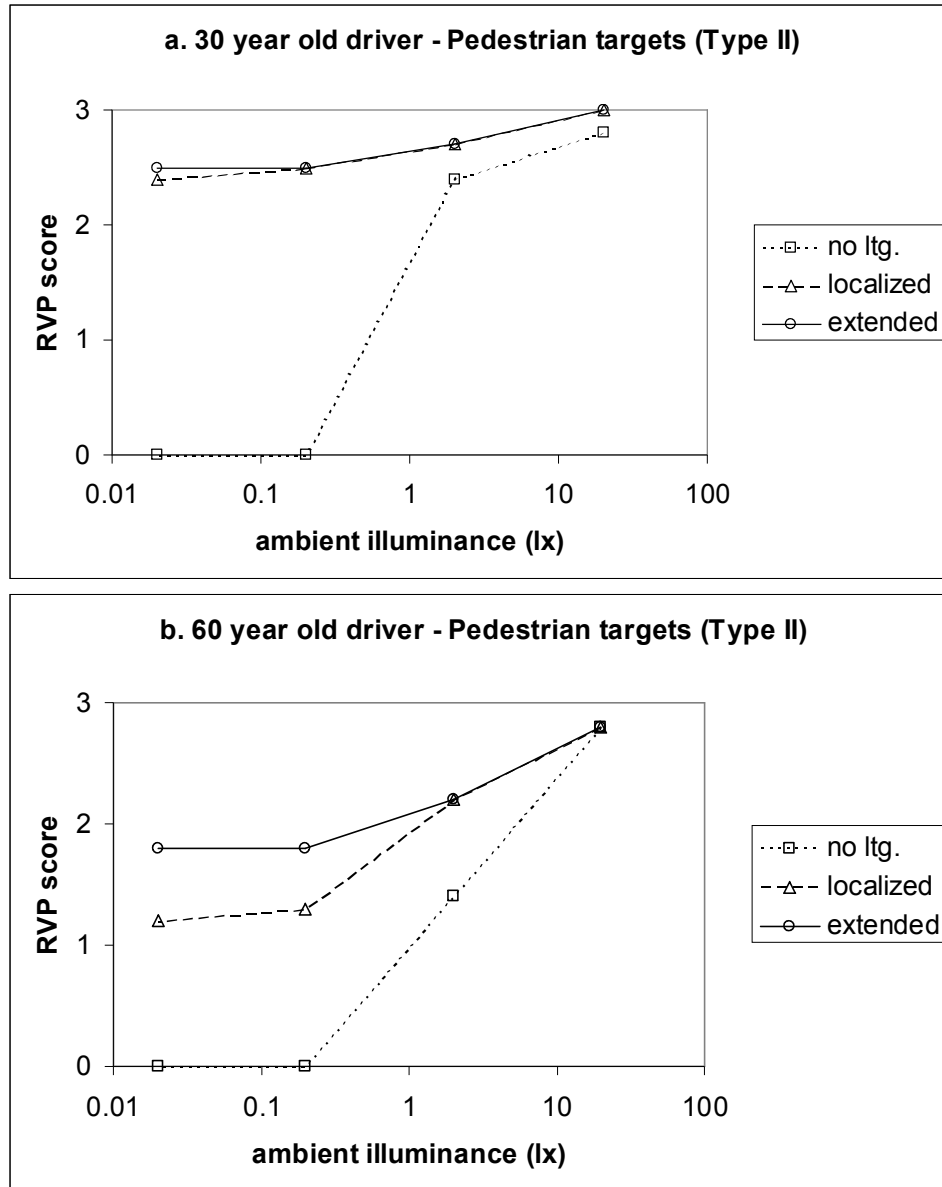 a. 30 year old driver - Pedestrian targets (Type II)
3
2
1
0
RVP score
0.01 0.1 1 10 100
ambient illuminance (lx)
no ltg.
localized
extended
b. 60 year old driver - Pedestrian targets (Type II)
3
2
1
0
RVP score
0.01 0.1 1 10 100
ambient illuminance (lx)
no ltg.
localized
extended